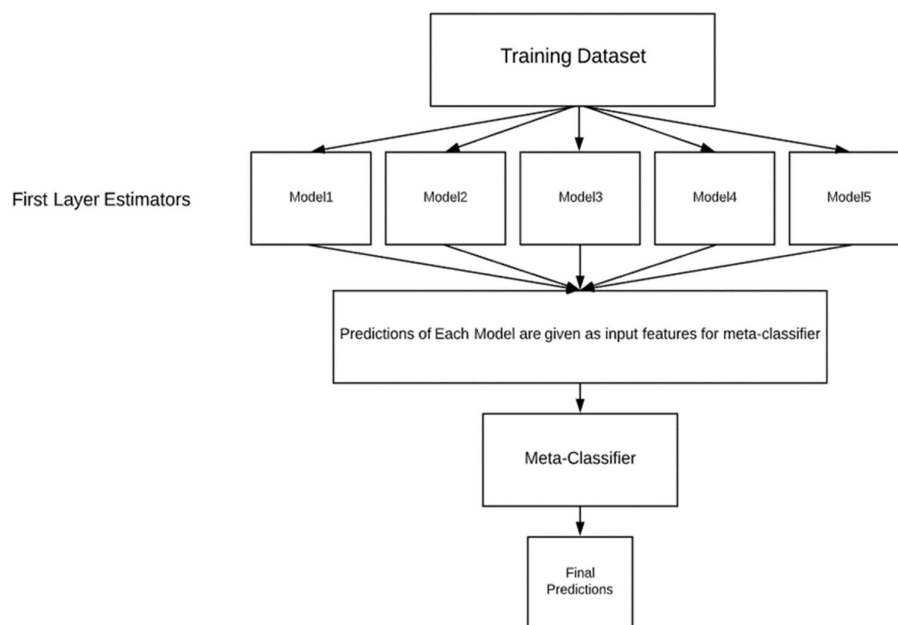 Training Dataset
First Layer Estimators
Model1
Model2
Model3
Model4
Model5
Predictions of Each Model are given as input features for meta-classifier
Meta-Classifier
Final
Predictions